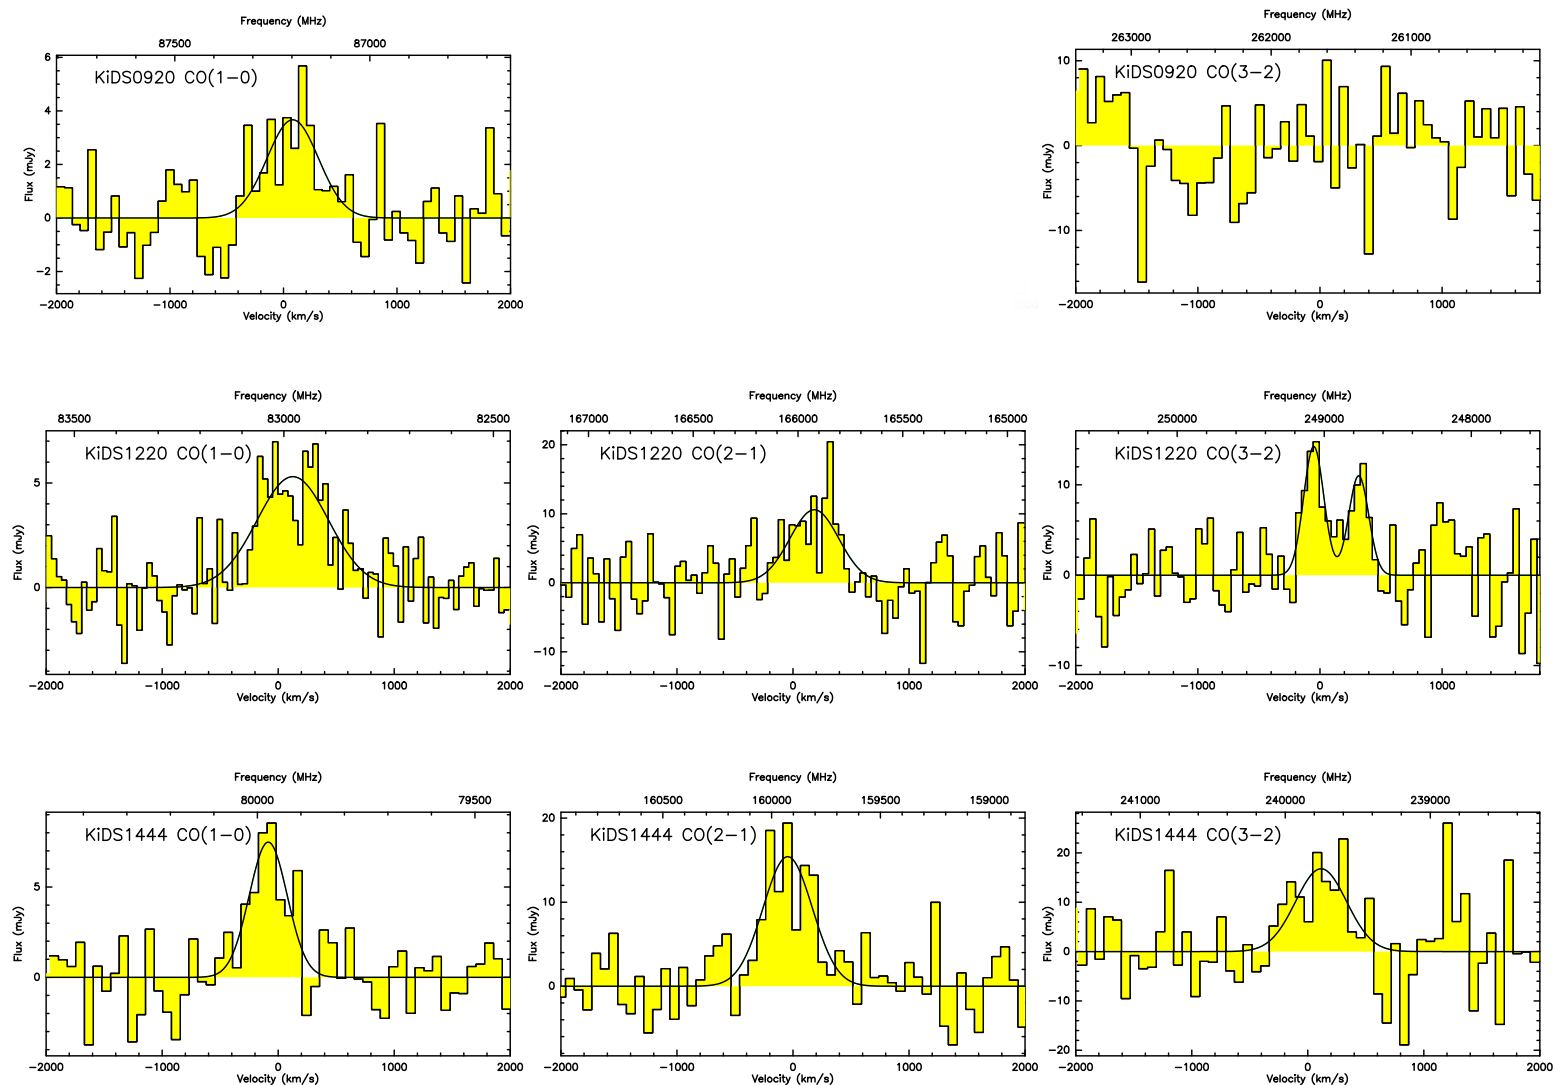 Frequency (MHz)
87500 87000
KiDS0920 CO(1-0)
Flux (mJy)
6
4
2
0
−2
−2000 −1000 0 1000 2000
Velocity (km/s)
Frequency (MHz)
263000 262000 261000
KiDS0920 CO(3-2)
Flux (mJy)
10
0
−10
−2000 −1000 0 1000
Velocity (km/s)
Frequency (MHz)
83500 83000 82500
KiDS1220 CO(1-0)
Flux (mJy)
5
0
−2000 −1000 0 1000 2000
Velocity (km/s)
Frequency (MHz)
167000 166500 166000 165500 165000
KiDS1220 CO(2-1)
Flux (mJy)
20
10
0
−10
−2000 −1000 0 1000 2000
Velocity (km/s)
Frequency (MHz)
250000 249000 248000
KiDS1220 CO(3-2)
Flux (mJy)
10
0
−10
−2000 −1000 0 1000
Velocity (km/s)
Frequency (MHz)
80000 79500
KiDS1444 CO(1-0)
Flux (mJy)
5
0
−2000 −1000 0 1000 2000
Velocity (km/s)
Frequency (MHz)
160500 160000 159500 159000
KiDS1444 CO(2-1)
Flux (mJy)
20
10
0
−2000 −1000 0 1000 2000
Velocity (km/s)
Frequency (MHz)
241000 240000 239000
KiDS1444 CO(3-2)
Flux (mJy)
20
10
0
−10
−20
−2000 −1000 0 1000 2000
Velocity (km/s)